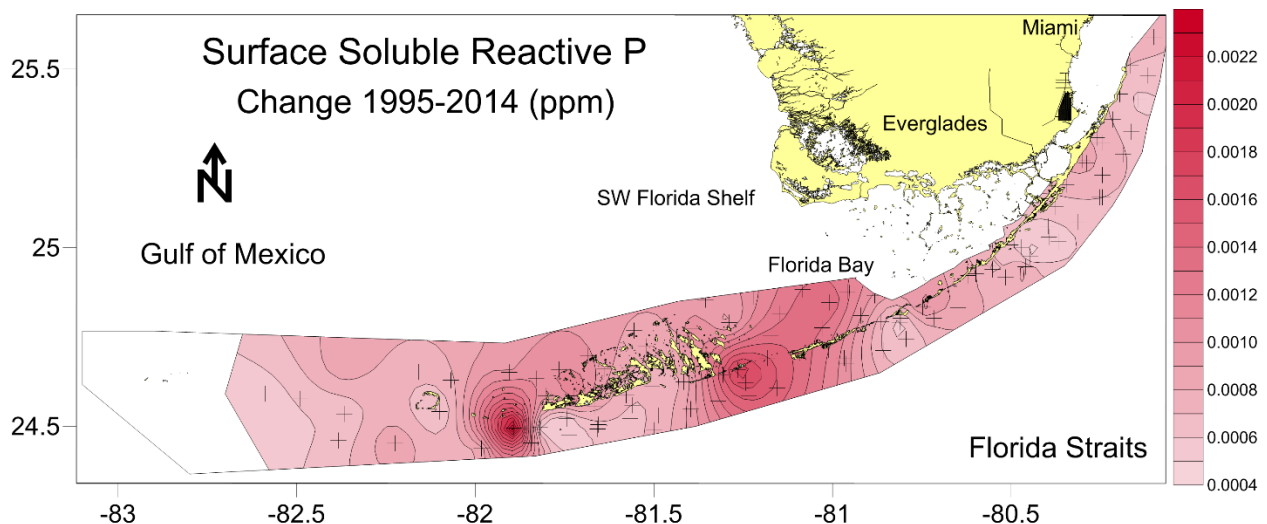 Surface Soluble Reactive P
Change 1995-2014 (ppm)
N
Gulf of Mexico
SW Florida Shelf
Florida Bay
Everglades
Miami
Florida Straits
25.5
25
24.5
-83
-82.5
-82
-81.5
-81
-80.5
0.0022
0.0020
0.0018
0.0016
0.0014
0.0012
0.0010
0.0008
0.0006
0.0004